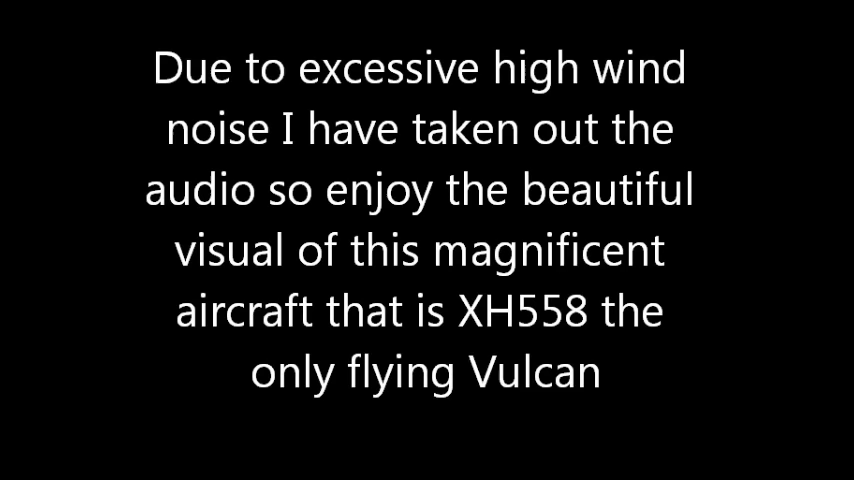 Due to excessive high wind
noise I have taken out the
audio so enjoy the beautiful
visual of this magnificent
aircraft that is XH558 the
only flying Vulcan